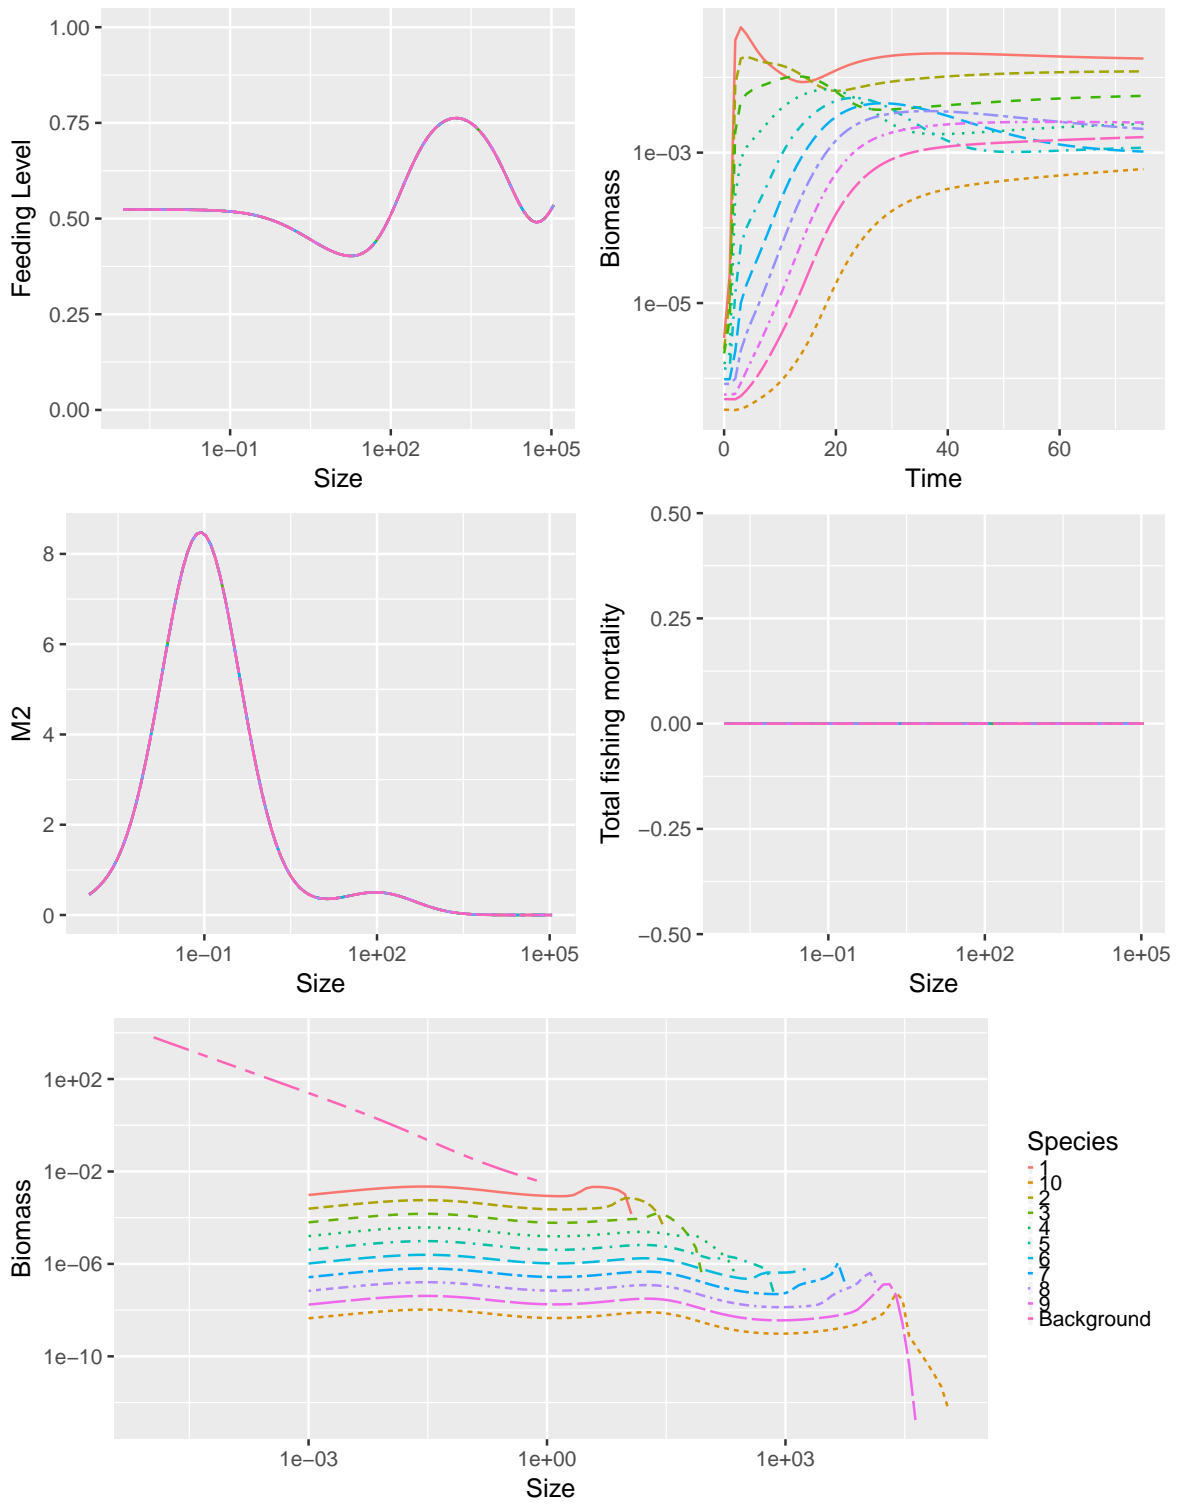 1.00
0.75
0.50
0.25
0.00
Feeding Level
1e−01
1e+02
1e+05
Size
1e−03
1e−05
Biomass
0
20
40
60
Time
8
6
4
2
0
M2
1e−01
1e+02
1e+05
Size
0.50
0.25
0.00
−0.25
−0.50
Total fishing mortality
1e−01
1e+02
1e+05
Size
1e+02
1e−02
1e−06
1e−10
Biomass
1e−03
1e+00
1e+03
Size
Species
1
10
2
3
4
5
6
7
8
9
Background